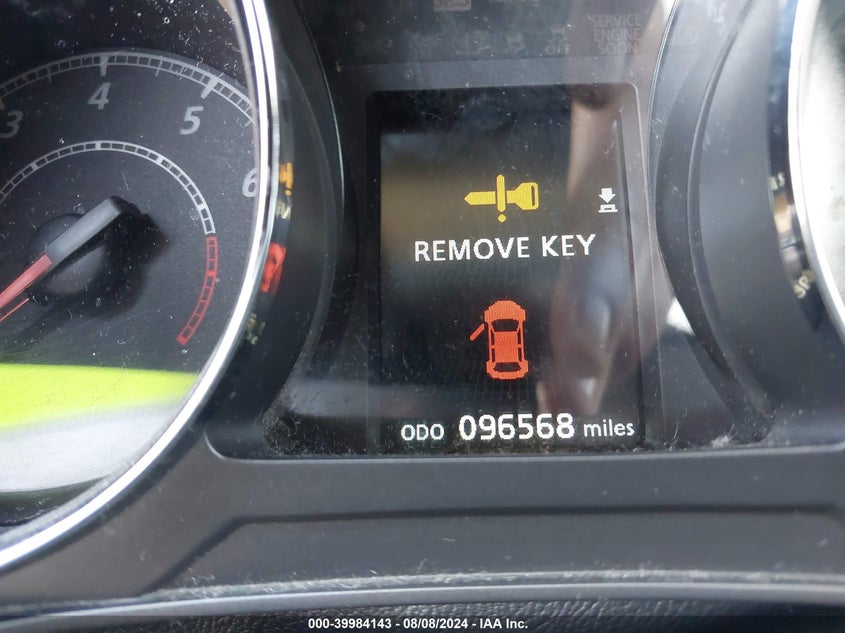 SERVICE
ENGINE
SOON
OFF
3
4
5
6
REMOVE KEY
ODO 096568 miles
000-39984143 - 08/08/2024 - IAA Inc.